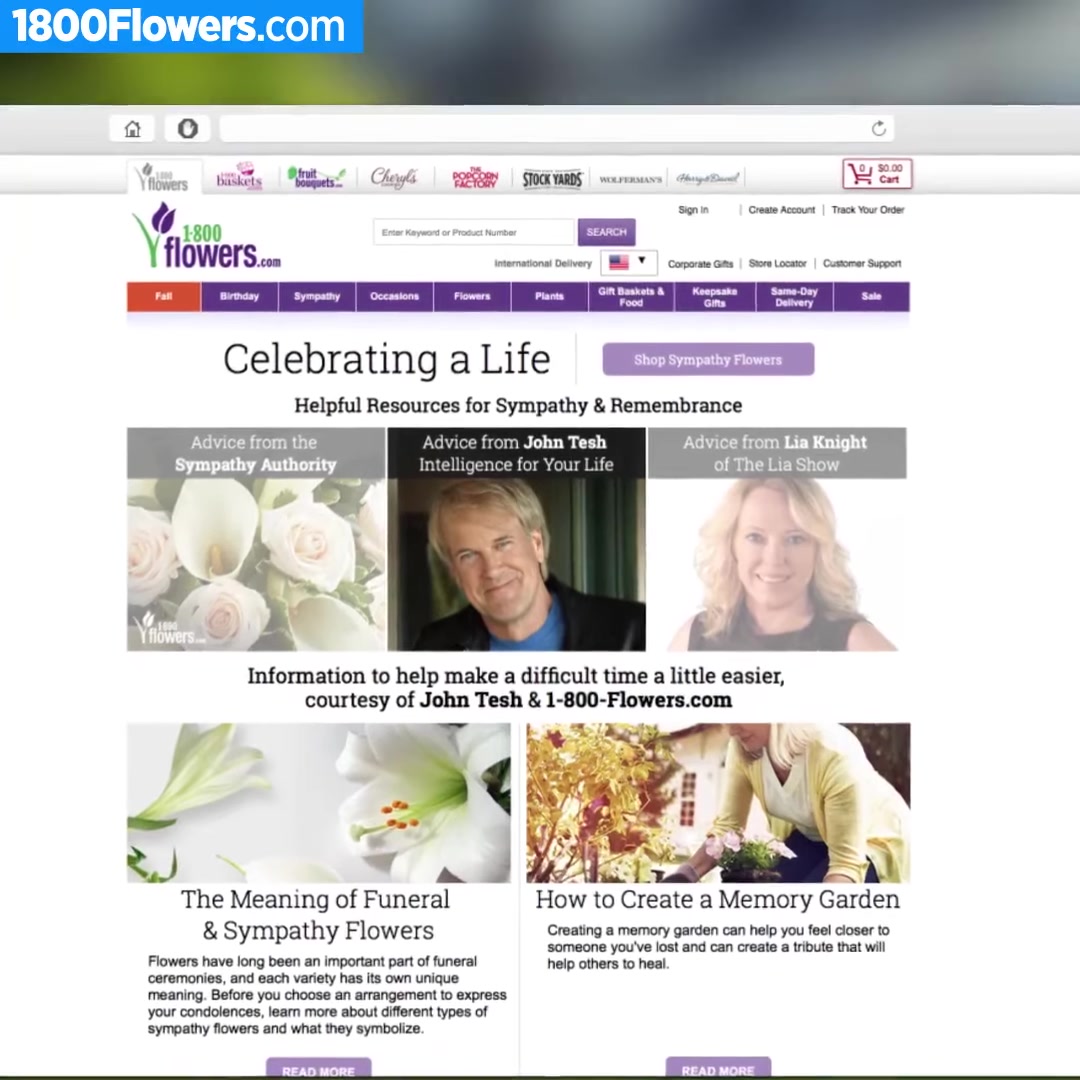 1800Flowers.com
1800 flowers
1-800 baskets.com
fruit bouquets.com
Cheryl's
THE POPCORN FACTORY
STOCK YARDS
WOLFERMAN'S
Harry & David
0 $0.00
Cart
Sign In | Create Account | Track Your Order
1-800
flowers.com
Enter Keyword or Product Number
SEARCH
International Delivery
Corporate Gifts | Store Locator | Customer Support
Fall
Birthday
Sympathy
Occasions
Flowers
Plants
Gift Baskets &
Food
Keepsake
Gifts
Same-Day
Delivery
Sale
Celebrating a Life
Shop Sympathy Flowers
Helpful Resources for Sympathy & Remembrance
Advice from the
Sympathy Authority
Advice from John Tesh
Intelligence for Your Life
Advice from Lia Knight
of The Lia Show
1-800
flowers.com
Information to help make a difficult time a little easier,
courtesy of John Tesh & 1-800-Flowers.com
The Meaning of Funeral
& Sympathy Flowers
Flowers have long been an important part of funeral
ceremonies, and each variety has its own unique
meaning. Before you choose an arrangement to express
your condolences, learn more about different types of
sympathy flowers and what they symbolize.
READ MORE
How to Create a Memory Garden
Creating a memory garden can help you feel closer to
someone you've lost and can create a tribute that will
help others to heal.
READ MORE